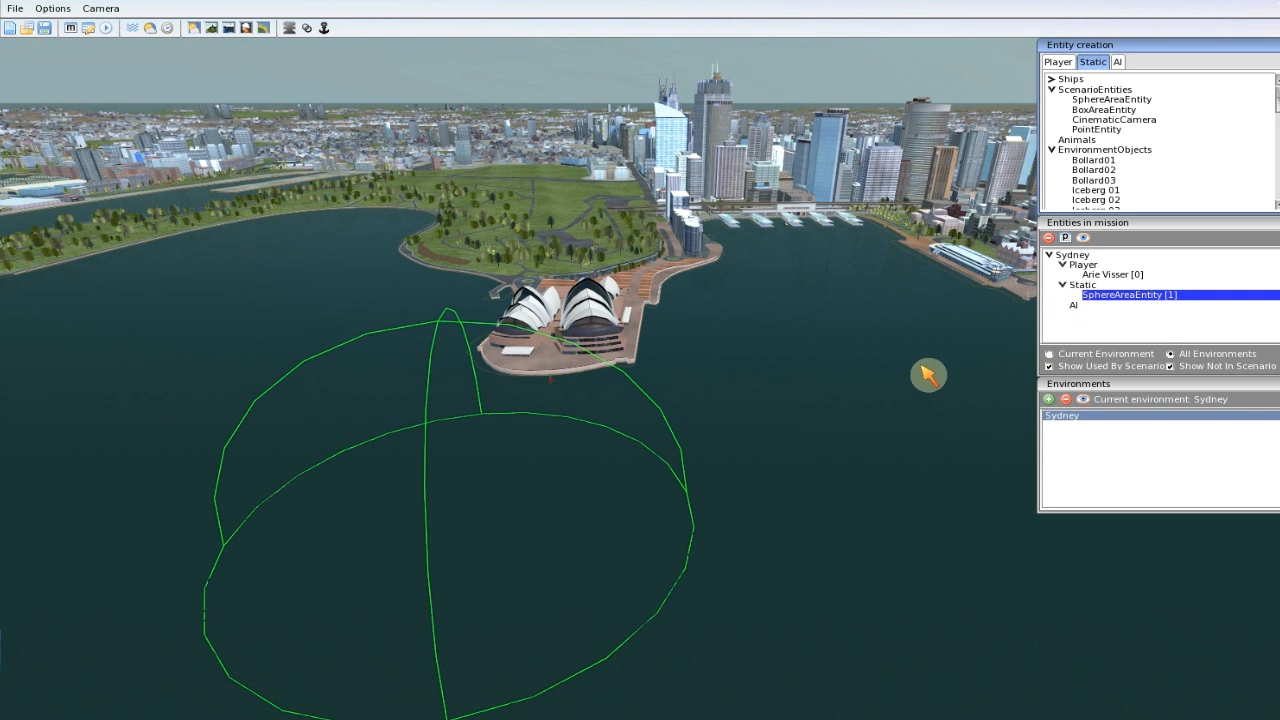 File Options Camera
m
Entity creation
Player Static AI
Ships
ScenarioEntities
SphereAreaEntity
BoxAreaEntity
CinematicCamera
PointEntity
Animals
EnvironmentObjects
Bollard01
Bollard02
Bollard03
Iceberg 01
Iceberg 02
Entities in mission
P
Sydney
Player
Arie Visser [0]
Static
SphereAreaEntity [1]
AI
Current Environment All Environments
Show Used By Scenario Show Not In Scenario
Environments
Current environment: Sydney
Sydney